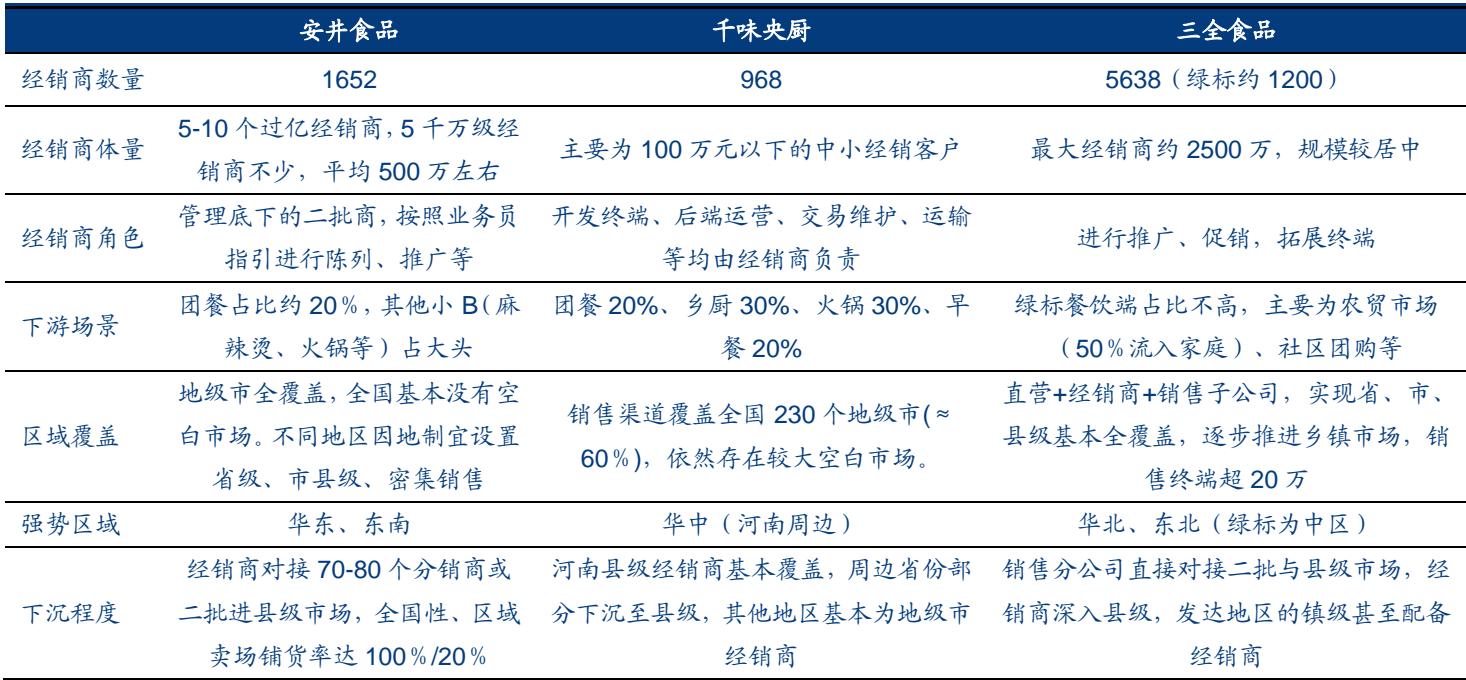 安井食品 千味央厨 三全食品
经销商数量 1652 968 5638（绿标约 1200）
经销商体量 5-10 个过亿经销商，5 千万级经
销商不少，平均 500 万左右 主要为 100 万元以下的中小经销客户 最大经销商约 2500 万，规模较居中
经销商角色 管理底下的二批商，按照业务员
指引进行陈列、推广等 开发终端、后端运营、交易维护、运输
等均由经销商负责 进行推广、促销，拓展终端
下游场景 团餐占比约 20%，其他小 B（麻
辣烫、火锅等）占大头 团餐 20%、乡厨 30%、火锅 30%、早
餐 20% 绿标餐饮端占比不高，主要为农贸市场
（50%流入家庭）、社区团购等
区域覆盖 地级市全覆盖，全国基本没有空
白市场。不同地区因地制宜设置
省级、市县级、密集销售 销售渠道覆盖全国 230 个地级市(≈
60%)，依然存在较大空白市场。 直营+经销商+销售子公司，实现省、市、
县级基本全覆盖，逐步推进乡镇市场，销
售终端超 20 万
强势区域 华东、东南 华中（河南周边） 华北、东北（绿标为中区）
下沉程度 经销商对接 70-80 个分销商或
二批进县级市场，全国性、区域
卖场铺货率达 100%/20% 河南县级经销商基本覆盖，周边省份部
分下沉至县级，其他地区基本为地级市
经销商 销售分公司直接对接二批与县级市场，经
销商深入县级，发达地区的镇级甚至配备
经销商